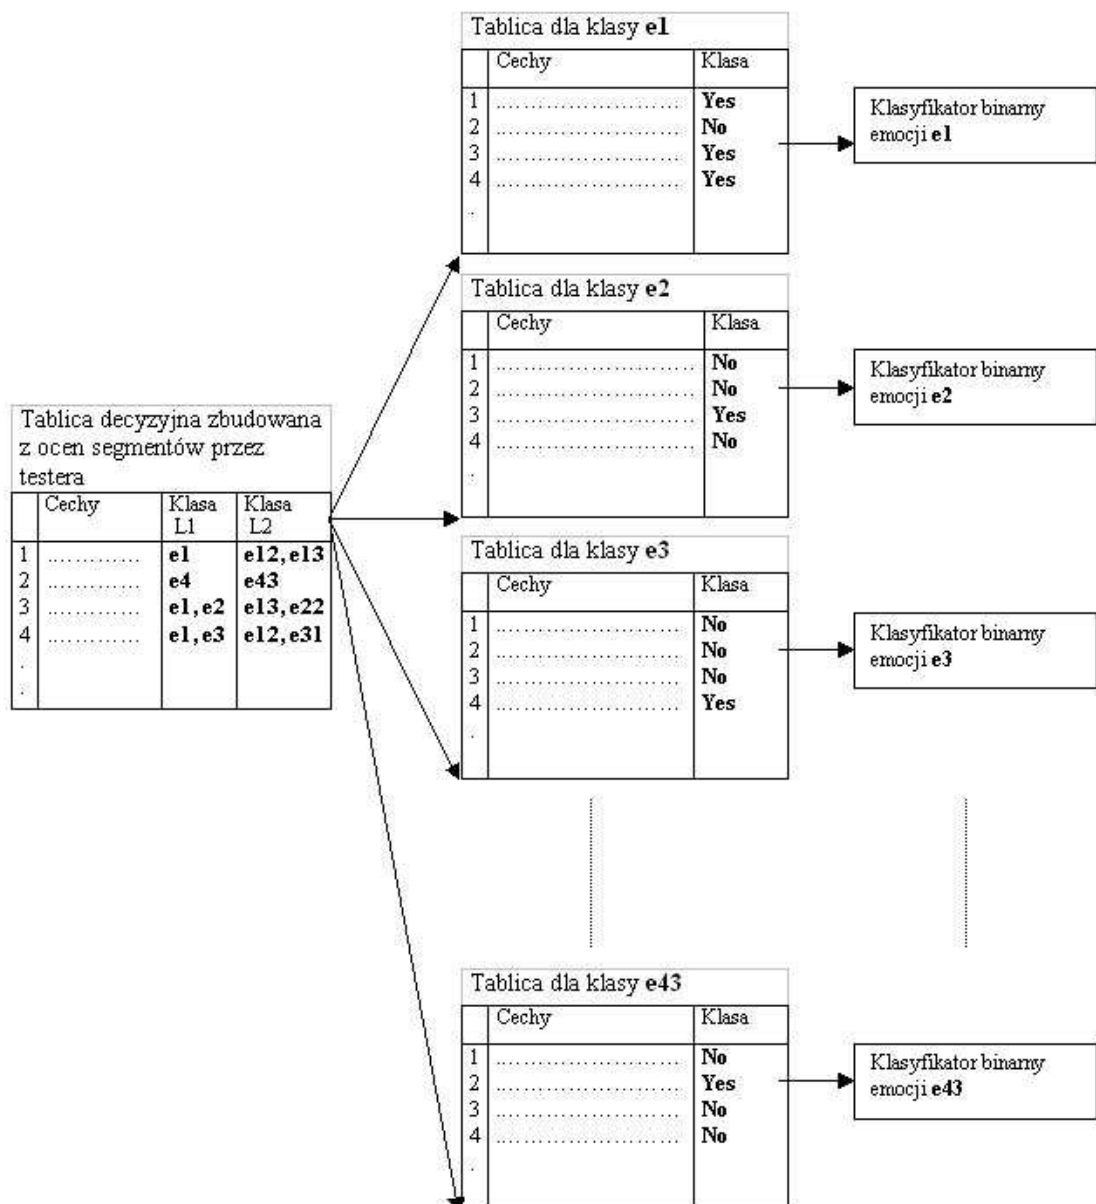 Tablica dla klasy e1
Cechy Klasa
1 ........................... Yes
2 ........................... No
3 ........................... Yes
4 ........................... Yes
.
Klasyfikator binarny
emocji e1
Tablica dla klasy e2
Cechy Klasa
1 ............................. No
2 ............................. No
3 ............................. Yes
4 ............................. No
.
Klasyfikator binarny
emocji e2
Tablica decyzyjna zbudowana
z ocen segmentów przez
testera
Cechy Klasa L1 Klasa L2
1 ............. e1 e12, e13
2 ............. e4 e43
3 ............. e1, e2 e13, e22
4 ............. e1, e3 e12, e31
.
.
Tablica dla klasy e3
Cechy Klasa
1 ........................... No
2 ........................... No
3 ........................... No
4 ........................... Yes
.
Klasyfikator binarny
emocji e3
Tablica dla klasy e43
Cechy Klasa
1 ........................... No
2 ........................... Yes
3 ........................... No
4 ........................... No
.
Klasyfikator binarny
emocji e43